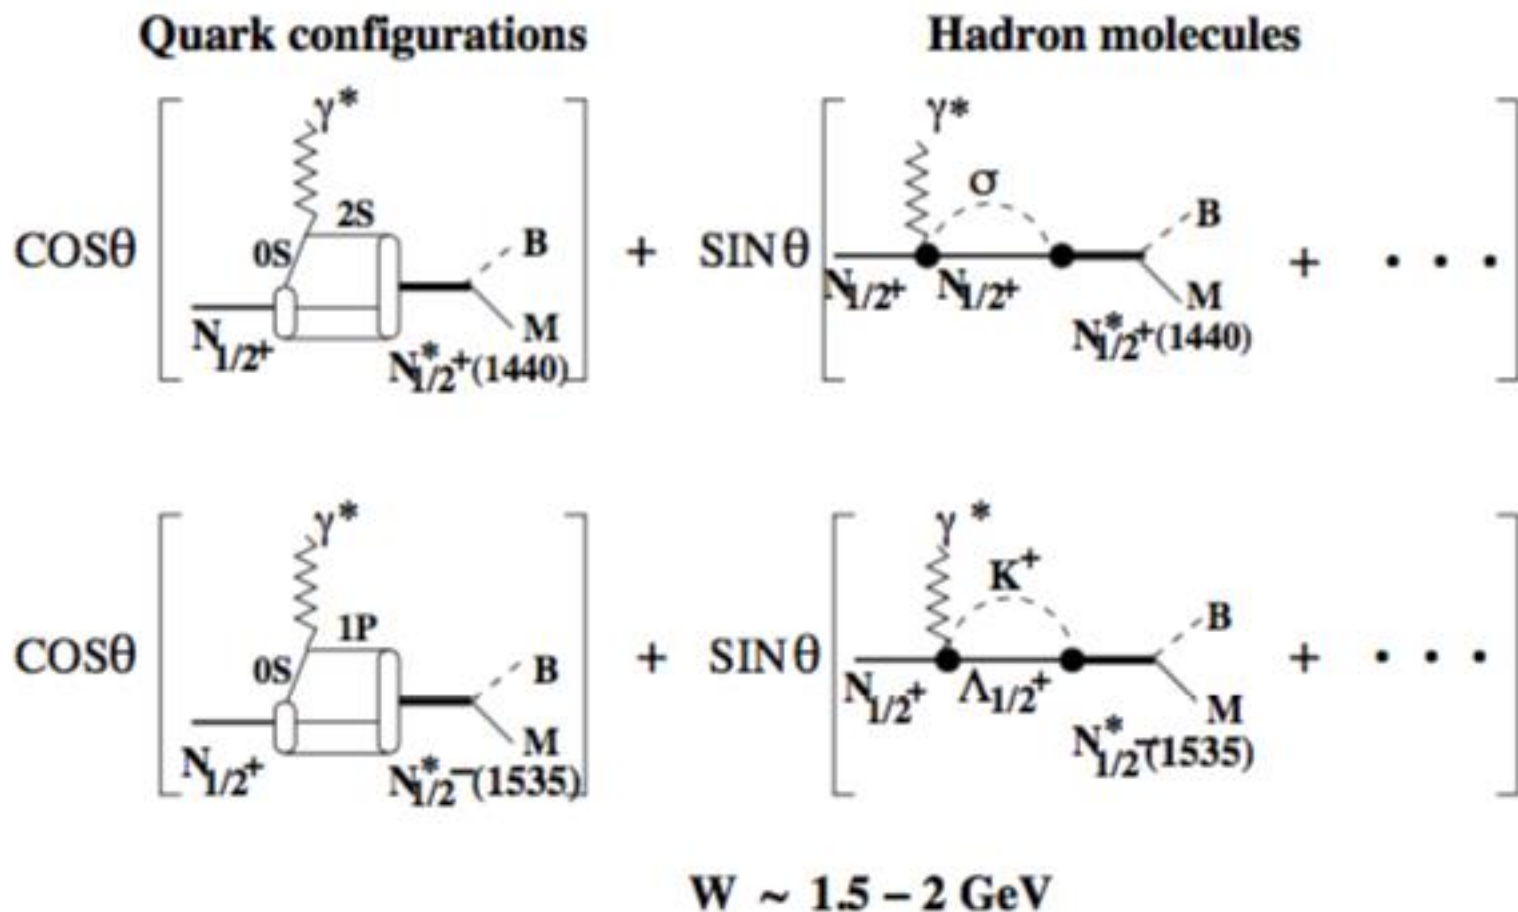 Quark configurations
Hadron molecules
γ*
γ*
σ
2S
0S
B
B
COSθ
+
SINθ
+
• • •
N1/2+
M
N*1/2+(1440)
N1/2+
N1/2+
M
N*1/2+(1440)
γ*
γ*
K+
1P
0S
B
B
COSθ
+
SINθ
+
• • •
N1/2+
M
N*1/2−(1535)
N1/2+
Λ1/2+
M
N*1/2−(1535)
W ~ 1.5 – 2 GeV